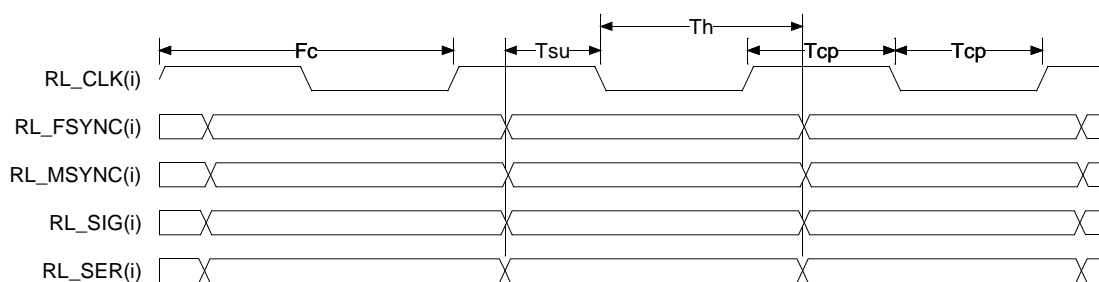 Th
Fc Tsu Tcp Tcp
RL_CLK(i)
RL_FSYNC(i)
RL_MSYNC(i)
RL_SIG(i)
RL_SER(i)